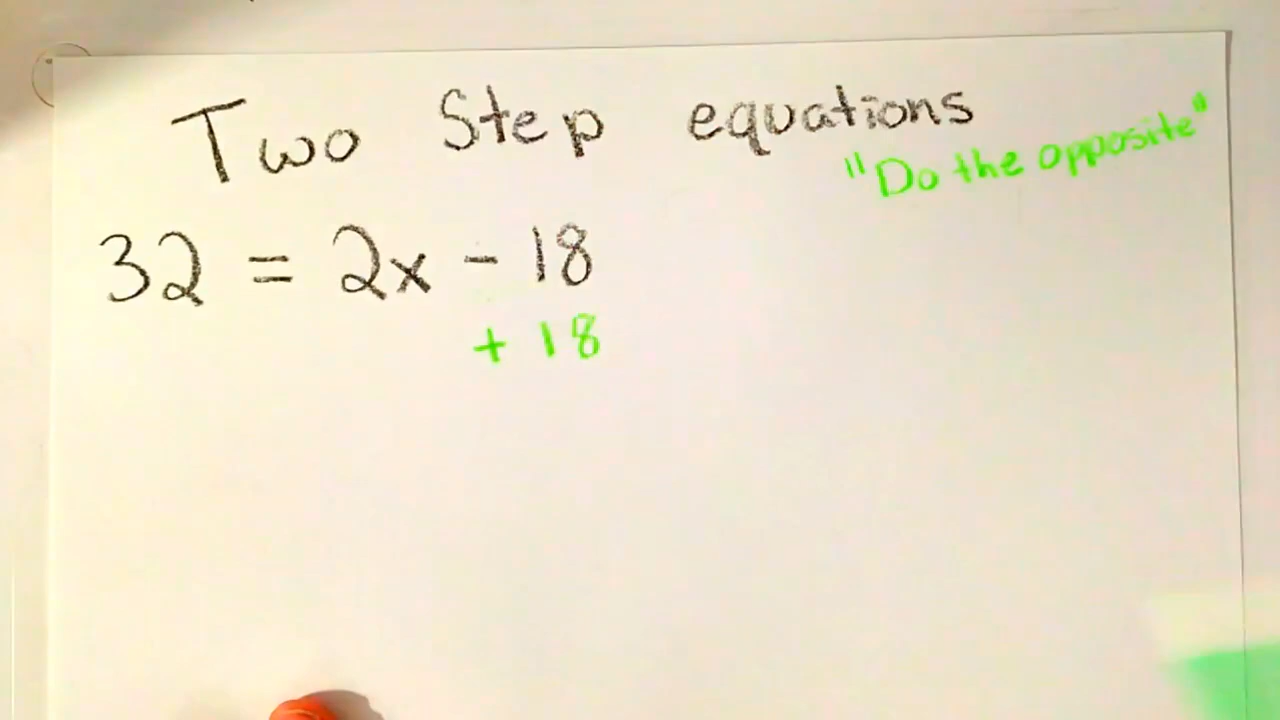 Two Step equations
"Do the opposite"
32 = 2x - 18
+ 18